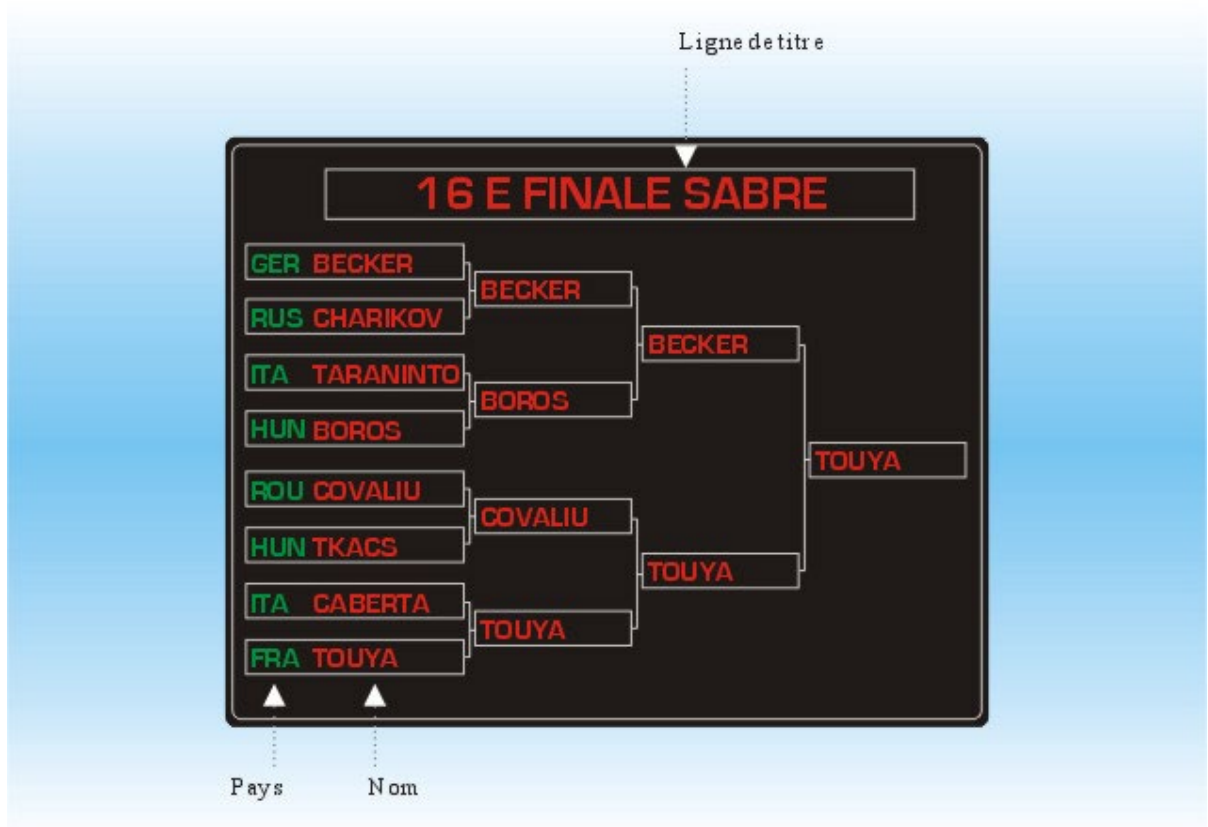 Ligne de titre
16 E FINALE SABRE
GER BECKER
RUS CHARIKOV
ITA TARANINTO
HUN BOROS
ROU COVALIU
HUN TKACS
ITA CABERTA
FRA TOUYA
BECKER
BOROS
COVALIU
TOUYA
BECKER
TOUYA
TOUYA
Pays
Nom